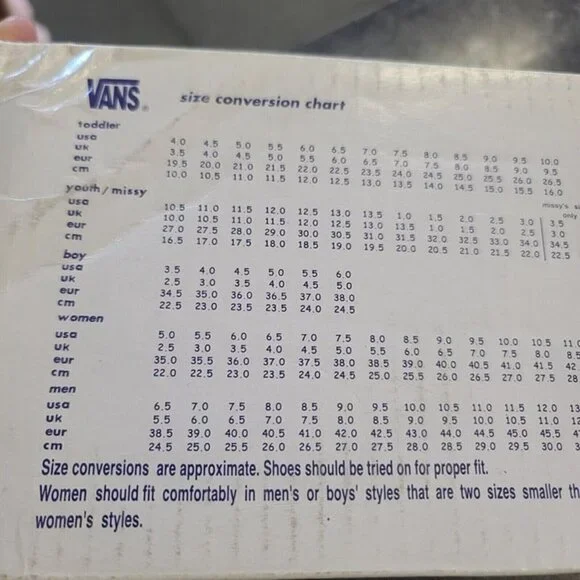 VANS
size conversion chart
toddler
usa 4.0 4.5 5.0 5.5 6.0 6.5 7.0 7.5 8.0 8.5 9.0 9.5 10.0
uk 3.5 4.0 4.5 5.0 5.5 6.0 6.5 7.0 7.5 8.0 8.5 9.0 9.5
eur 19.5 20.0 21.0 21.5 22.0 22.5 23.5 24.0 24.5 25.0 25.5 26.0 26.5
cm 10.0 10.5 11.0 11.5 12.0 12.5 13.0 13.5 14.0 14.5 15.0 15.5 16.0
youth/missy
missy's
only
usa 10.5 11.0 11.5 12.0 12.5 13.0 13.5 1.0 1.5 2.0 2.5 3.0 3.5
uk 10.0 10.5 11.0 11.5 12.0 12.5 13.0 13.5 1.0 1.5 2.0 2.5 3.0
eur 27.0 27.5 28.0 29.0 30.0 30.5 31.0 31.5 32.0 32.5 33.0 34.0 34.5
cm 16.5 17.0 17.5 18.0 18.5 19.0 19.5 20.0 20.5 21.0 21.5 22.0 22.5
boy
usa 3.5 4.0 4.5 5.0 5.5 6.0
uk 2.5 3.0 3.5 4.0 4.5 5.0
eur 34.5 35.0 36.0 36.5 37.0 38.0
cm 22.5 23.0 23.5 23.5 24.0 24.5
women
usa 5.0 5.5 6.0 6.5 7.0 7.5 8.0 8.5 9.0 9.5 10.0 10.5
uk 2.5 3.0 3.5 4.0 4.5 5.0 5.5 6.0 6.5 7.0 7.5 8.0
eur 35.0 35.5 36.0 37.0 37.5 38.0 38.5 39.0 40.0 40.5 41.0 41.5
cm 22.0 22.5 23.0 23.5 24.0 24.5 25.0 25.5 26.0 26.5 27.0 27.5
men
usa 6.5 7.0 7.5 8.0 8.5 9.0 9.5 10.0 10.5 11.0 11.5 12.0
uk 5.5 6.0 6.5 7.0 7.5 8.0 8.5 9.0 9.5 10.0 10.5 11.0
eur 38.5 39.0 40.0 40.5 41.0 42.0 42.5 43.0 44.0 44.5 45.0 45.5
cm 24.5 25.0 25.5 26.0 26.5 27.0 27.5 28.0 28.5 29.0 29.5 30.0
Size conversions are approximate. Shoes should be tried on for proper fit.
Women should fit comfortably in men's or boys' styles that are two sizes smaller
women's styles.